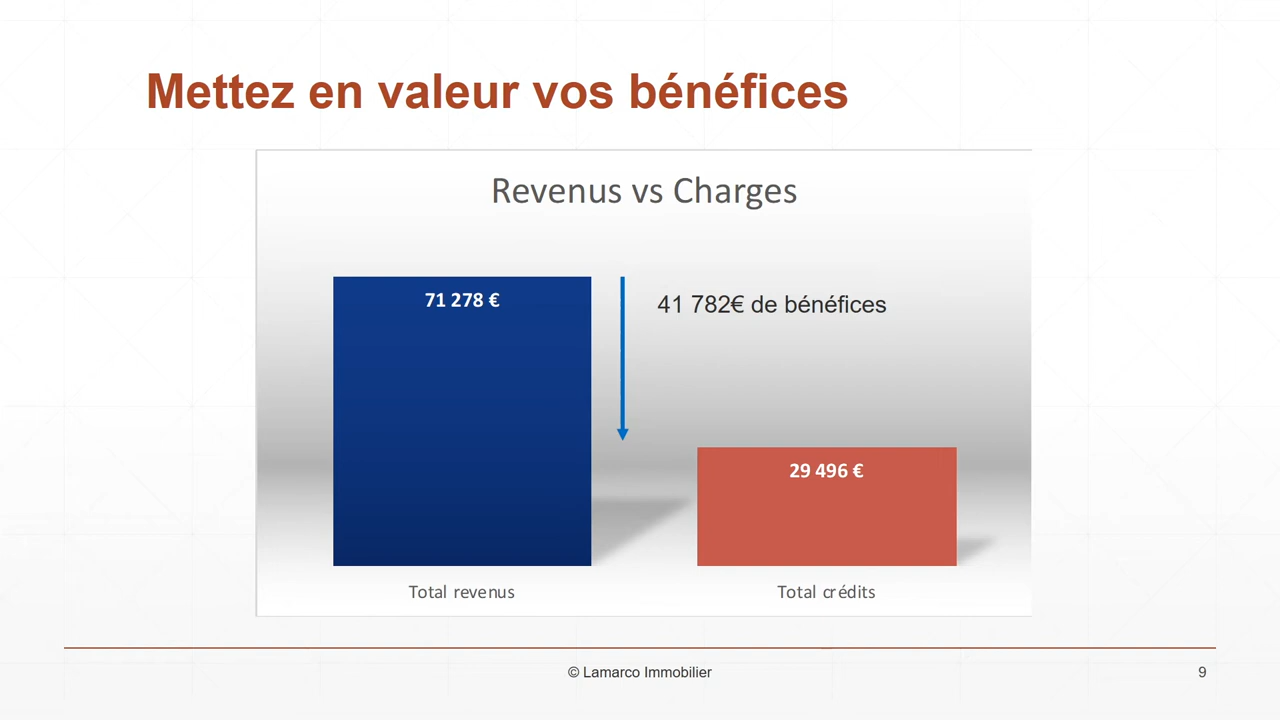 Mettez en valeur vos bénéfices
Revenus vs Charges
71 278 €
41 782€ de bénéfices
29 496 €
Total revenus
Total crédits
© Lamarco Immobilier
9